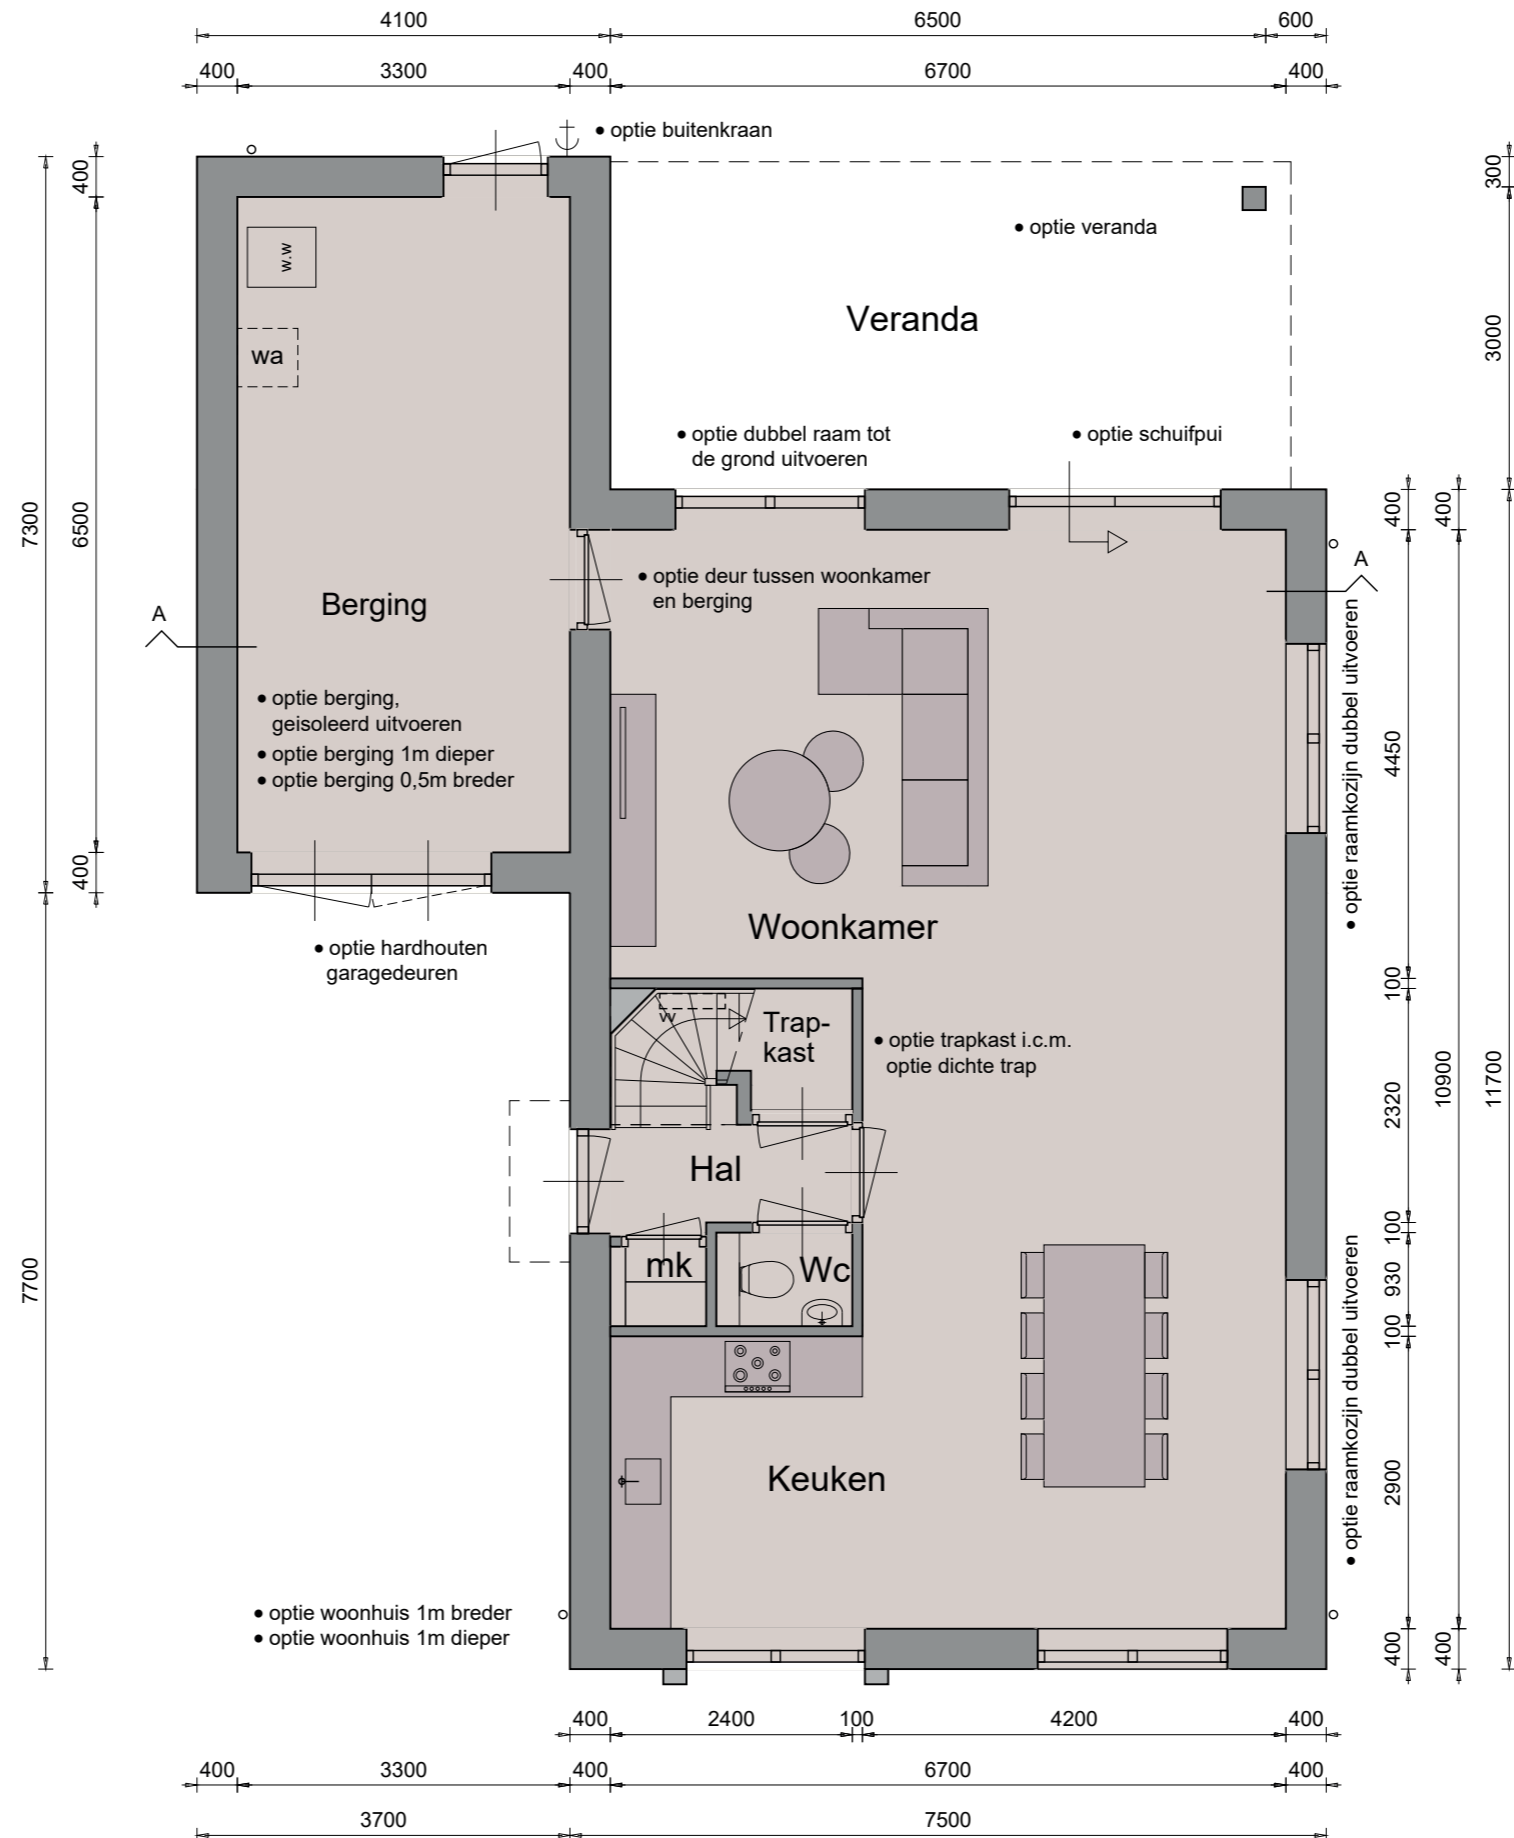 4100 6500 600
400 3300 400 6700 400
• optie buitenkraan
400
300
w.w
• optie veranda
Veranda
3000
wa
• optie dubbel raam tot
de grond uitvoeren
• optie schuifpui
7300
6500
400
400
A
• optie deur tussen woonkamer
en berging
Berging
A
• optie raamkozijn dubbel uitvoeren
• optie berging,
geisoleerd uitvoeren
• optie berging 1m dieper
• optie berging 0,5m breder
4450
400
Woonkamer
• optie hardhouten
garagedeuren
100
Trap-
kast
• optie trapkast i.c.m.
optie dichte trap
2320
10900
11700
Hal
100
7700
mk
Wc
930
100
• optie raamkozijn dubbel uitvoeren
Keuken
2900
• optie woonhuis 1m breder
• optie woonhuis 1m dieper
400
400
400 2400 100 4200 400
400 3300 400 6700 400
3700 7500